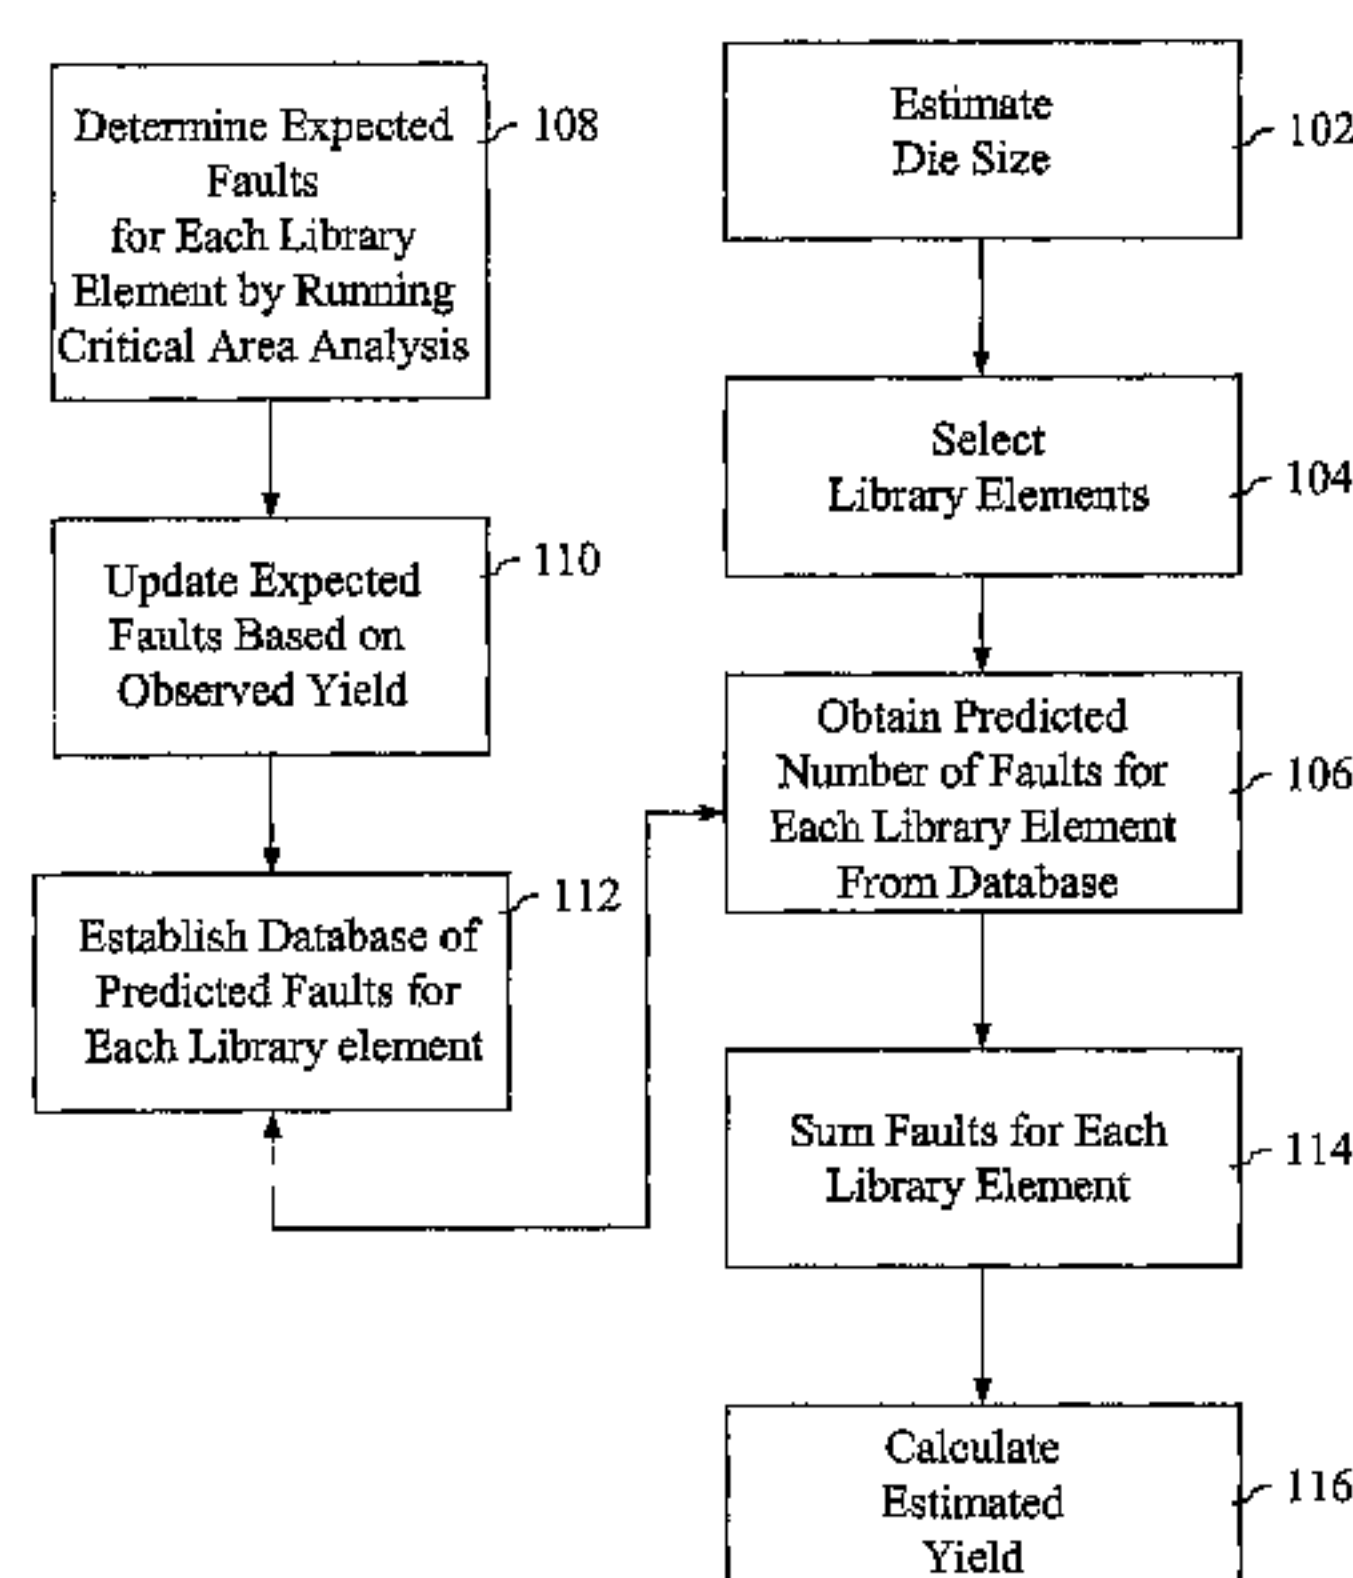 Determine Expected
Faults
for Each Library
Element by Running
Critical Area Analysis
108
Update Expected
Faults Based on
Observed Yield
110
Establish Database of
Predicted Faults for
Each Library element
112
Estimate
Die Size
102
Select
Library Elements
104
Obtain Predicted
Number of Faults for
Each Library Element
From Database
106
Sum Faults for Each
Library Element
114
Calculate
Estimated
Yield
116